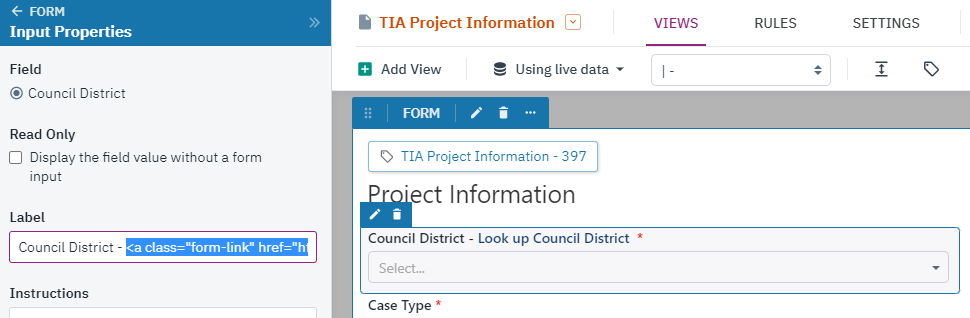 FORM
Input Properties
Field
Council District
Read Only
Display the field value without a form
input
Label
Council District - <a class="form-link" href="ht
Instructions
TIA Project Information
VIEWS
RULES
SETTINGS
Add View
Using live data
| -
FORM
TIA Project Information - 397
Project Information
Council District - Look up Council District *
Select...
Case Type *